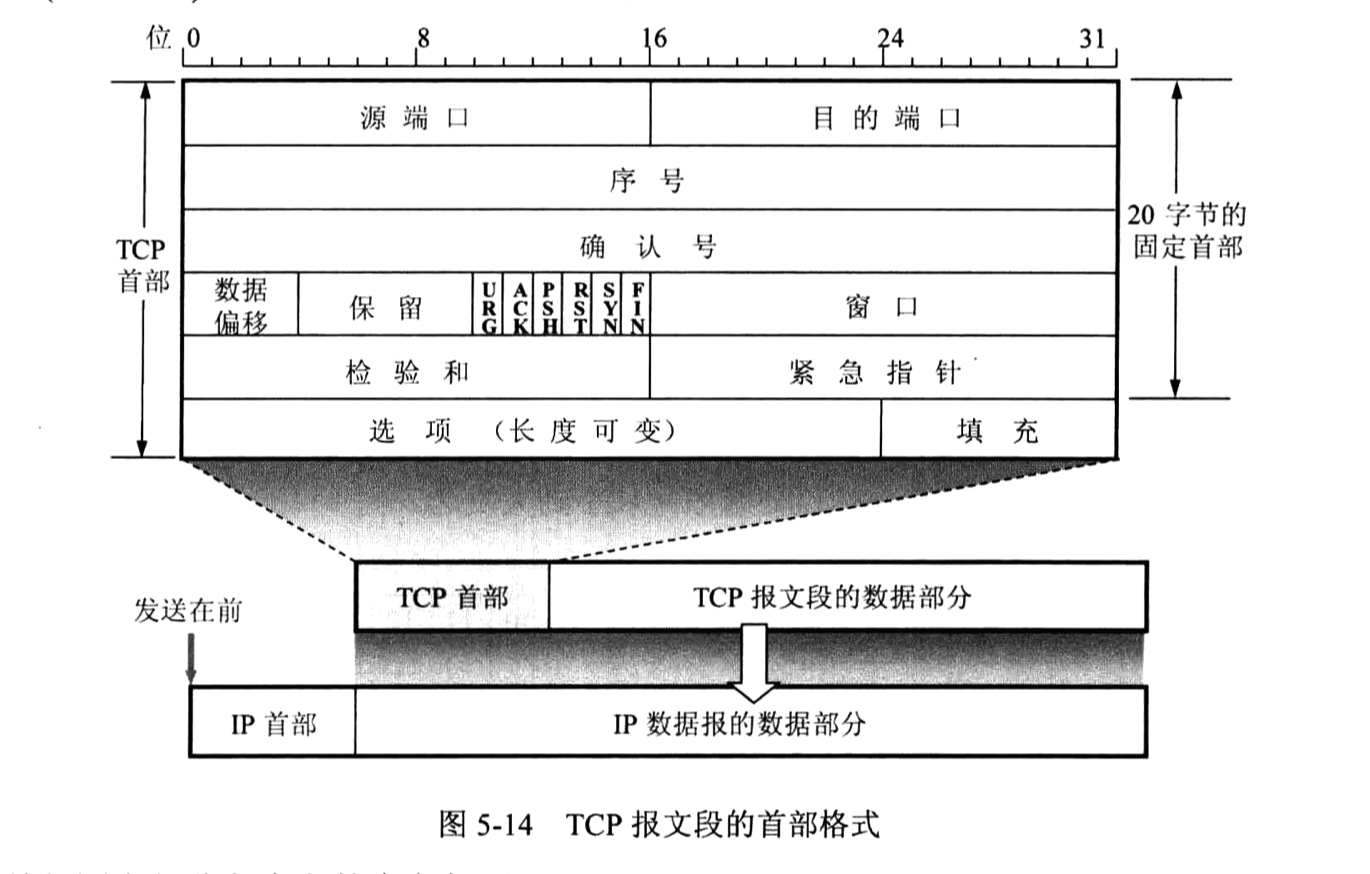 位 0 8 16 24 31
源端口 目的端口
序号
确认号
TCP
首部
20 字节的
固定首部
数据
偏移
保留
URG
ACK
PSH
RST
SYN
FIN
窗口
检验和 紧急指针
选项（长度可变） 填充
TCP 首部 TCP 报文段的数据部分
发送在前
IP 首部 IP 数据报的数据部分
图 5-14 TCP 报文段的首部格式